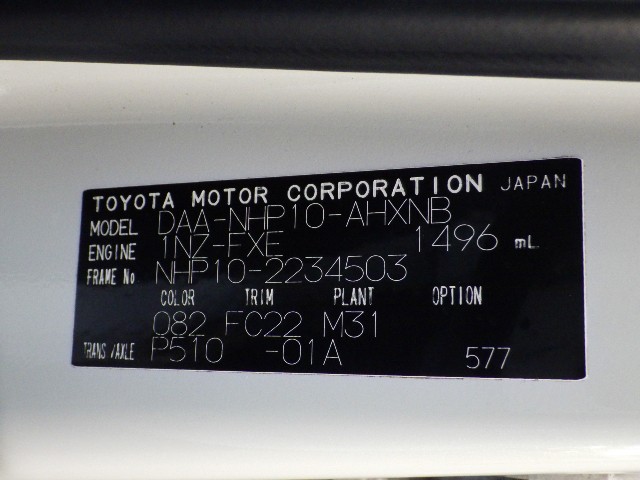 TOYOTA MOTOR CORPORATION JAPAN
MODEL DAA-NHP10-AHXNB
ENGINE 1NZ-FXE 1496 mL.
FRAME No NHP10-2234503
COLOR TRIM PLANT OPTION
082 FC22 M31
TRANS/AXLE P510 -01A 577